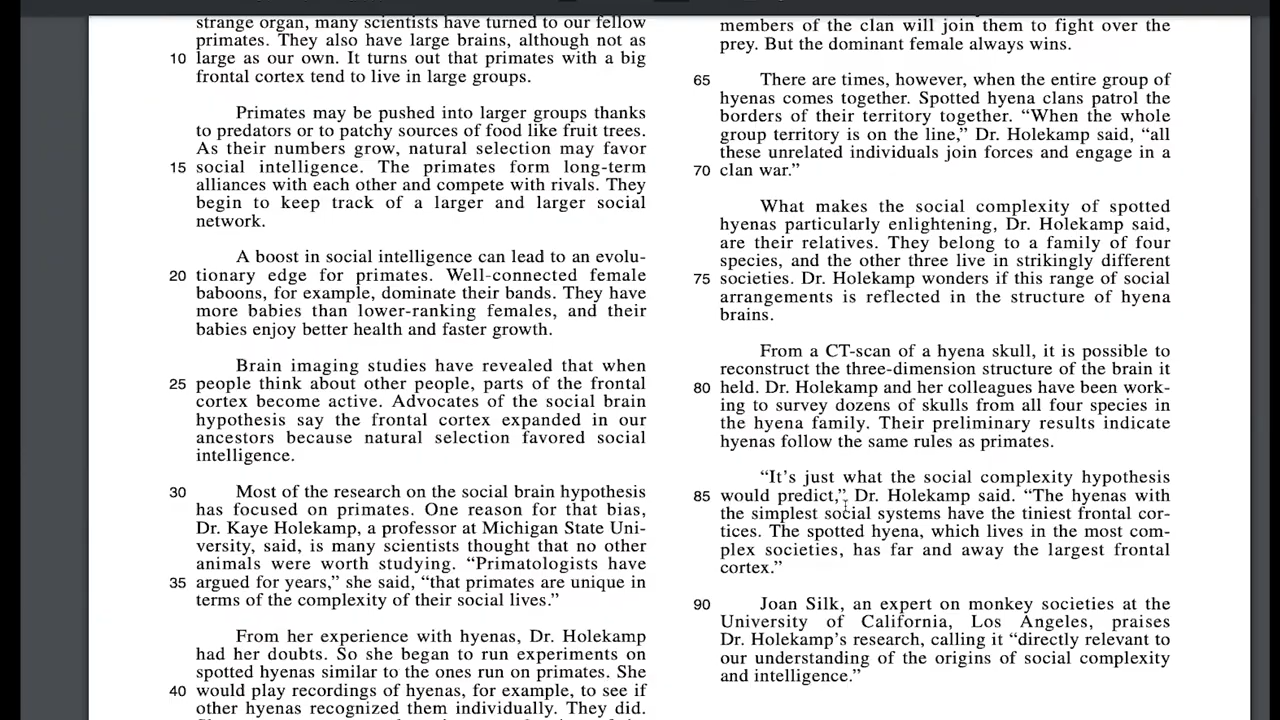 strange organ, many scientists have turned to our fellow
primates. They also have large brains, although not as
10 large as our own. It turns out that primates with a big
frontal cortex tend to live in large groups.
Primates may be pushed into larger groups thanks
to predators or to patchy sources of food like fruit trees.
As their numbers grow, natural selection may favor
15 social intelligence. The primates form long-term
alliances with each other and compete with rivals. They
begin to keep track of a larger and larger social
network.
A boost in social intelligence can lead to an evolu-
20 tionary edge for primates. Well-connected female
baboons, for example, dominate their bands. They have
more babies than lower-ranking females, and their
babies enjoy better health and faster growth.
Brain imaging studies have revealed that when
25 people think about other people, parts of the frontal
cortex become active. Advocates of the social brain
hypothesis say the frontal cortex expanded in our
ancestors because natural selection favored social
intelligence.
30 Most of the research on the social brain hypothesis
has focused on primates. One reason for that bias,
Dr. Kaye Holekamp, a professor at Michigan State Uni-
versity, said, is many scientists thought that no other
animals were worth studying. “Primatologists have
35 argued for years,” she said, “that primates are unique in
terms of the complexity of their social lives.”
From her experience with hyenas, Dr. Holekamp
had her doubts. So she began to run experiments on
spotted hyenas similar to the ones run on primates. She
40 would play recordings of hyenas, for example, to see if
other hyenas recognized them individually. They did.
members of the clan will join them to fight over the
prey. But the dominant female always wins.
65 There are times, however, when the entire group of
hyenas comes together. Spotted hyena clans patrol the
borders of their territory together. “When the whole
group territory is on the line,” Dr. Holekamp said, “all
these unrelated individuals join forces and engage in a
70 clan war.”
What makes the social complexity of spotted
hyenas particularly enlightening, Dr. Holekamp said,
are their relatives. They belong to a family of four
species, and the other three live in strikingly different
75 societies. Dr. Holekamp wonders if this range of social
arrangements is reflected in the structure of hyena
brains.
From a CT-scan of a hyena skull, it is possible to
reconstruct the three-dimension structure of the brain it
80 held. Dr. Holekamp and her colleagues have been work-
ing to survey dozens of skulls from all four species in
the hyena family. Their preliminary results indicate
hyenas follow the same rules as primates.
“It’s just what the social complexity hypothesis
85 would predict,” Dr. Holekamp said. “The hyenas with
the simplest social systems have the tiniest frontal cor-
tices. The spotted hyena, which lives in the most com-
plex societies, has far and away the largest frontal
cortex.”
90 Joan Silk, an expert on monkey societies at the
University of California, Los Angeles, praises
Dr. Holekamp’s research, calling it “directly relevant to
our understanding of the origins of social complexity
and intelligence.”